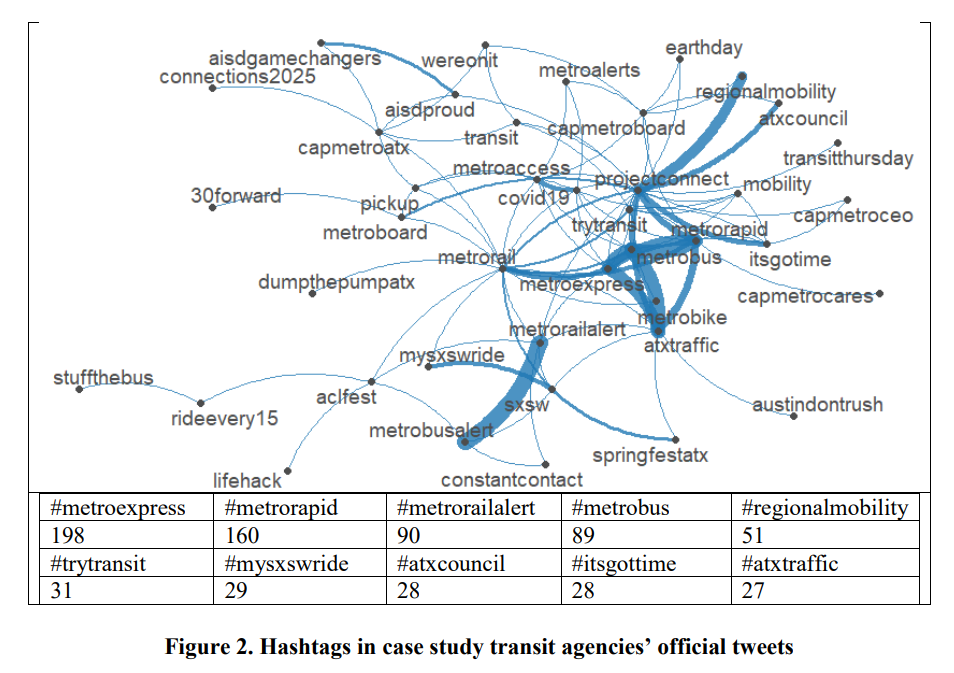 earthday
aisdgamechangers
wereonit
connections2025
metroalerts
regionalmobility
aisdproud
atxcouncil
capmetroboard
transit
capmetroatx
transitthursday
metroaccess
projectconnect
mobility
30forward
pickup
covid19
capmetroceo
trytransit
metrorapid
metroboard
metrorail
metrobus
itsgotime
dumpthepumpatx
metroexpress
capmetrocares
metrobike
metrorailalert
atxtraffic
mysxswride
stuffthebus
aclfest
sxsw
austindontrush
rideevery15
metrobusalert
springfestatx
lifehack
constantcontact
#metroexpress #metrorapid #metrorailalert #metrobus #regionalmobility
198 160 90 89 51
#trytransit #mysxswride #atxcouncil #itsgottime #atxtraffic
31 29 28 28 27
Figure 2. Hashtags in case study transit agencies’ official tweets